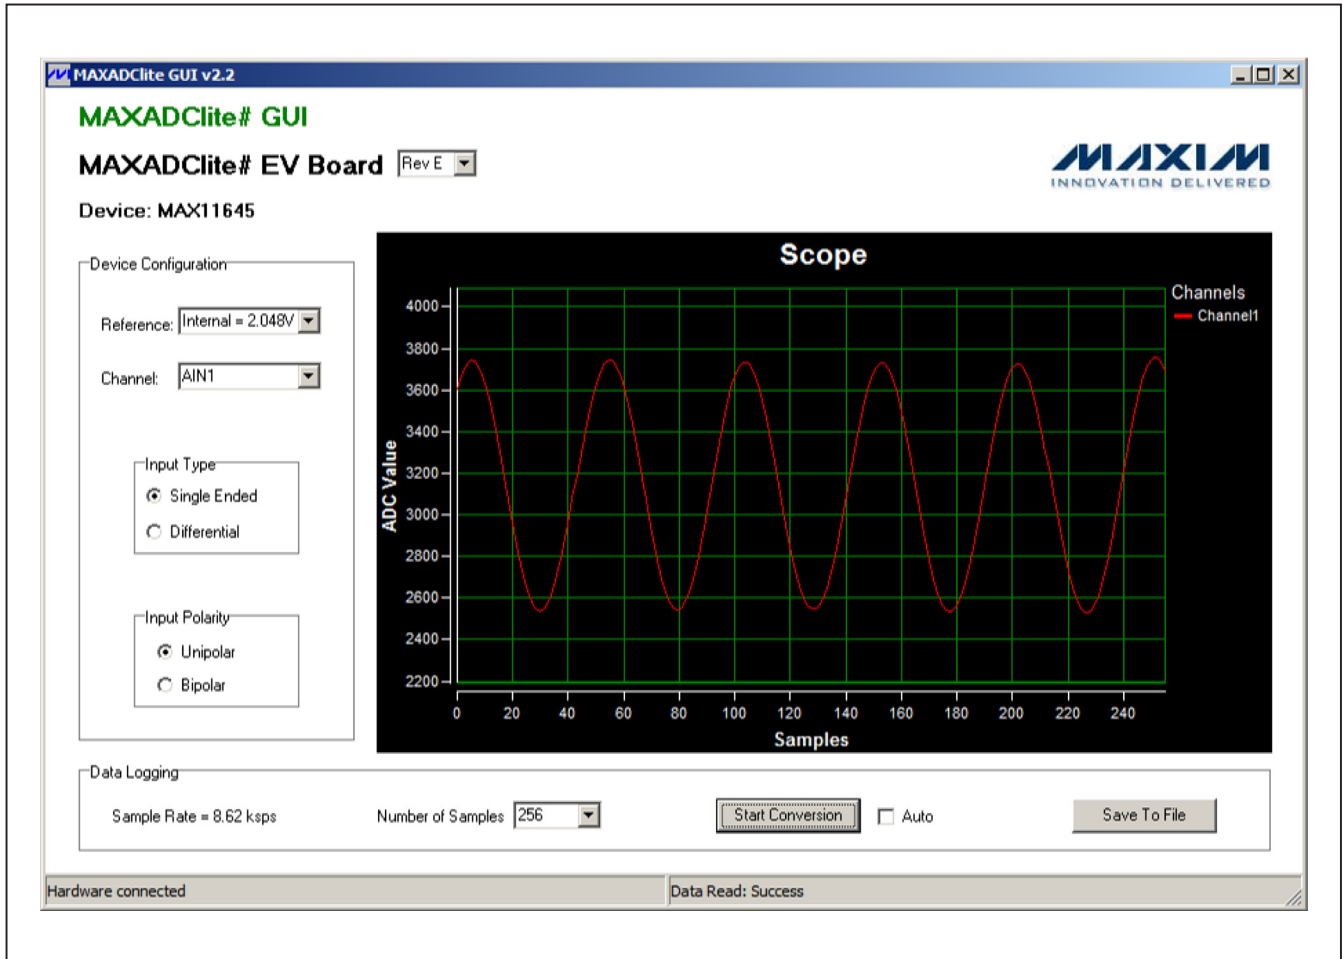 MAXADClite GUI v2.2
MAXADClite# GUI
MAXADClite# EV Board Rev E
MAXIM
INNOVATION DELIVERED
Device: MAX11645
Device Configuration
Reference: Internal = 2.048V
Channel: AIN1
Input Type
Single Ended
Differential
Input Polarity
Unipolar
Bipolar
Scope
Channels
Channel1
ADC Value
4000
3800
3600
3400
3200
3000
2800
2600
2400
2200
0 20 40 60 80 100 120 140 160 180 200 220 240
Samples
Data Logging
Sample Rate = 8.62 ksps Number of Samples 256 Start Conversion Auto Save To File
Hardware connected Data Read: Success